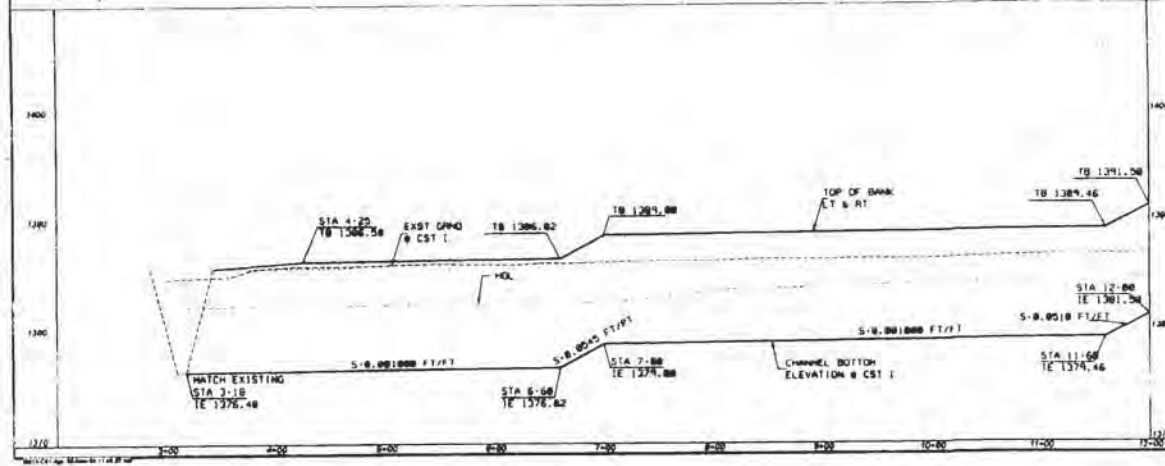 1400
1400
TB 1391.50
TB 1389.46
TOP OF BANK
LT & RT
TB 1389.00
STA 4+25
TB 1386.50
EXST GRND
@ CST L
TB 1386.82
1390
HGL
STA 12+00
IE 1381.50
S=0.0510 FT/FT
S=0.001000 FT/FT
S=0.0545 FT/FT
1380
S=0.001000 FT/FT
STA 7+00
IE 1379.00
CHANNEL BOTTOM
ELEVATION @ CST L
STA 11+60
IE 1379.46
MATCH EXISTING
STA 3+18
IE 1376.48
STA 6+60
IE 1376.82
1370
3+00 4+00 5+00 6+00 7+00 8+00 9+00 10+00 11+00 12+00